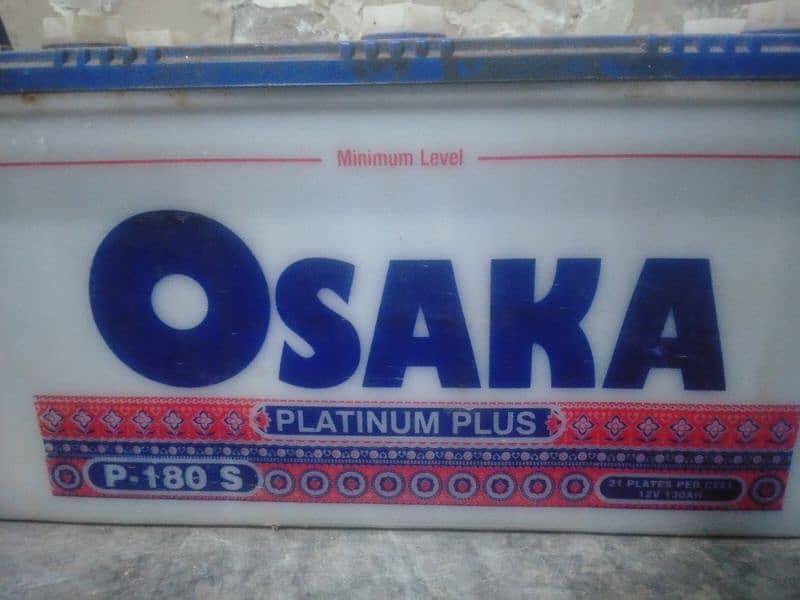 Minimum Level
OSAKA
PLATINUM PLUS
P-180 S
21 PLATES PER CELL
12V 130AH